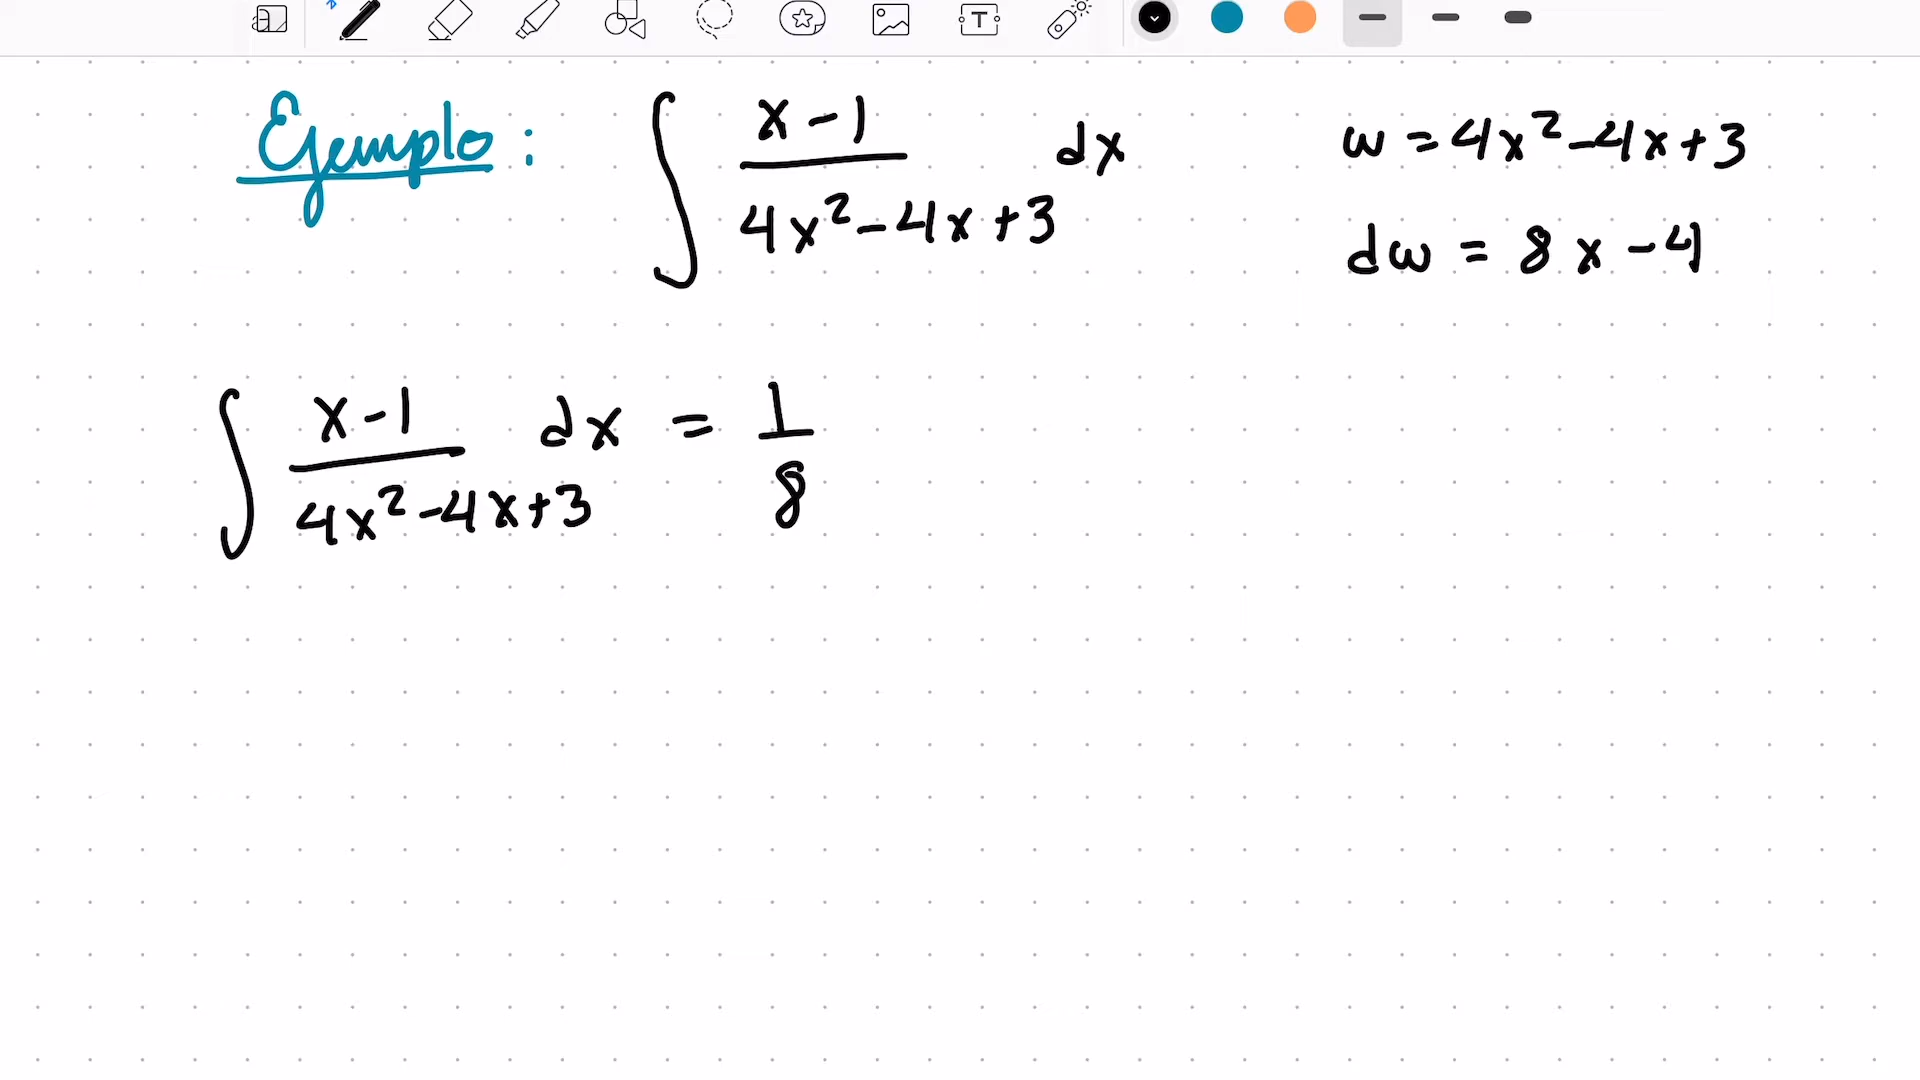 Ejemplo: ∫ (x-1)/(4x²-4x+3) dx
w = 4x²-4x+3
dw = 8x-4
∫ (x-1)/(4x²-4x+3) dx = 1/8